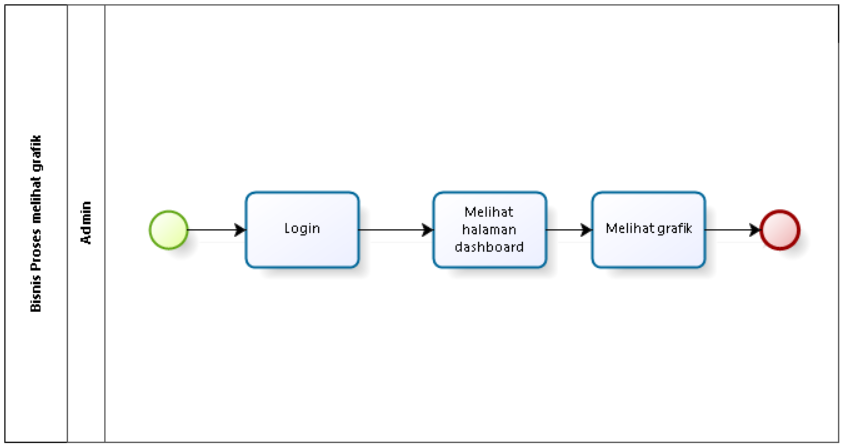 Bisnis Proses melihat grafik
Admin
Login
Melihat
halaman
dashboard
Melihat grafik